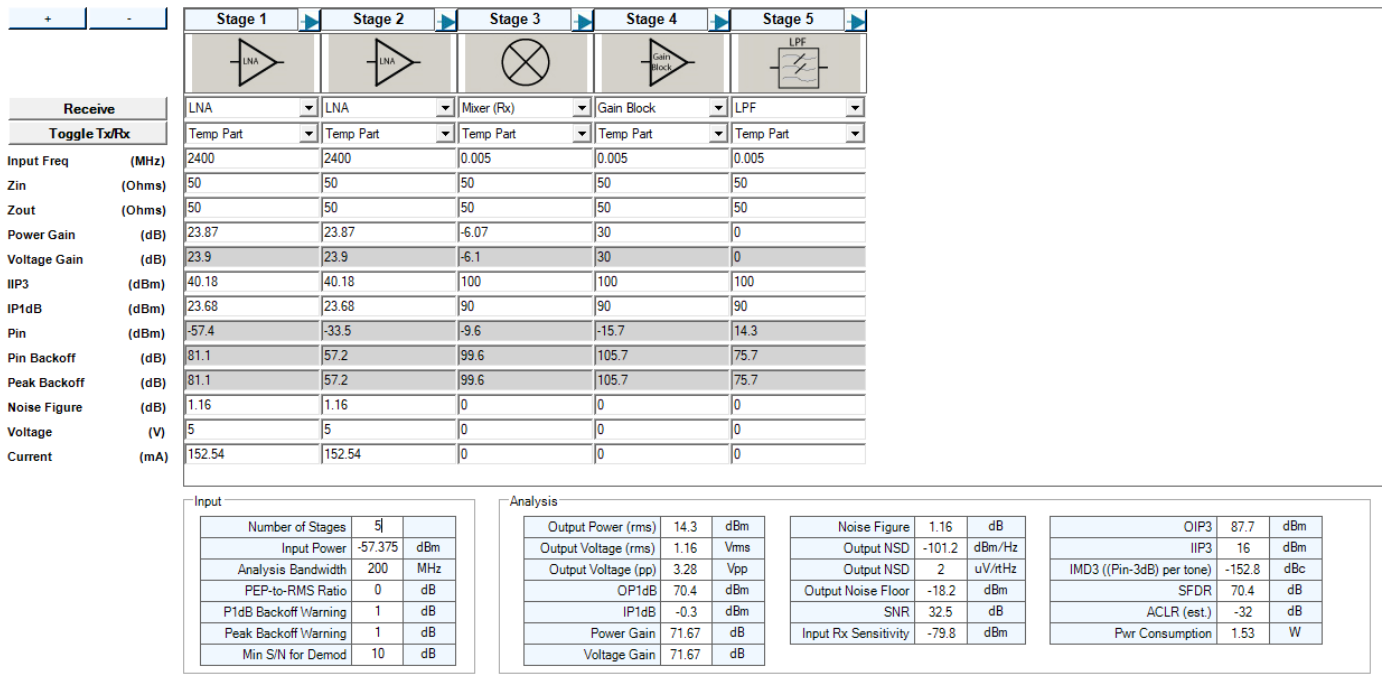 + - Stage 1 Stage 2 Stage 3 Stage 4 Stage 5
LNA LNA Gain Block LPF
Receive LNA LNA Mixer (Rx) Gain Block LPF
Toggle Tx/Rx Temp Part Temp Part Temp Part Temp Part Temp Part
Input Freq (MHz) 2400 2400 0.005 0.005 0.005
Zin (Ohms) 50 50 50 50 50
Zout (Ohms) 50 50 50 50 50
Power Gain (dB) 23.87 23.87 -6.07 30 0
Voltage Gain (dB) 23.9 23.9 -6.1 30 0
IIP3 (dBm) 40.18 40.18 100 100 100
IP1dB (dBm) 23.68 23.68 90 90 90
Pin (dBm) -57.4 -33.5 -9.6 -15.7 14.3
Pin Backoff (dB) 81.1 57.2 99.6 105.7 75.7
Peak Backoff (dB) 81.1 57.2 99.6 105.7 75.7
Noise Figure (dB) 1.16 1.16 0 0 0
Voltage (V) 5 5 0 0 0
Current (mA) 152.54 152.54 0 0 0
Input Analysis
Number of Stages 5 Output Power (rms) 14.3 dBm Noise Figure 1.16 dB OIP3 87.7 dBm
Input Power -57.375 dBm Output Voltage (rms) 1.16 Vrms Output NSD -101.2 dBm/Hz IIP3 16 dBm
Analysis Bandwidth 200 MHz Output Voltage (pp) 3.28 Vpp Output NSD 2 uV/rtHz IMD3 ((Pin-3dB) per tone) -152.8 dBc
PEP-to-RMS Ratio 0 dB OP1dB 70.4 dBm Output Noise Floor -18.2 dBm SFDR 70.4 dB
P1dB Backoff Warning 1 dB IP1dB -0.3 dBm SNR 32.5 dB ACLR (est.) -32 dB
Peak Backoff Warning 1 dB Power Gain 71.67 dB Input Rx Sensitivity -79.8 dBm Pwr Consumption 1.53 W
Min S/N for Demod 10 dB Voltage Gain 71.67 dB